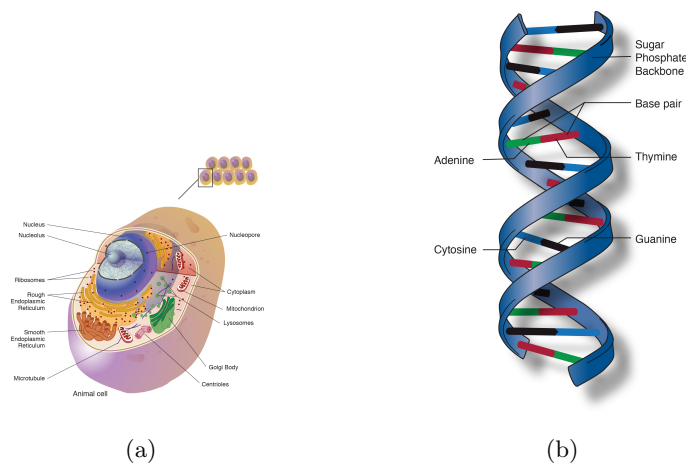 Nucleus
Nucleolus
Nucleopore
Ribosomes
Rough
Endoplasmic
Reticulum
Smooth
Endoplasmic
Reticulum
Microtubule
Animal cell
Cytoplasm
Mitochondrion
Lysosomes
Golgi Body
Centrioles
(a)
Sugar
Phosphate
Backbone
Base pair
Adenine
Thymine
Cytosine
Guanine
(b)